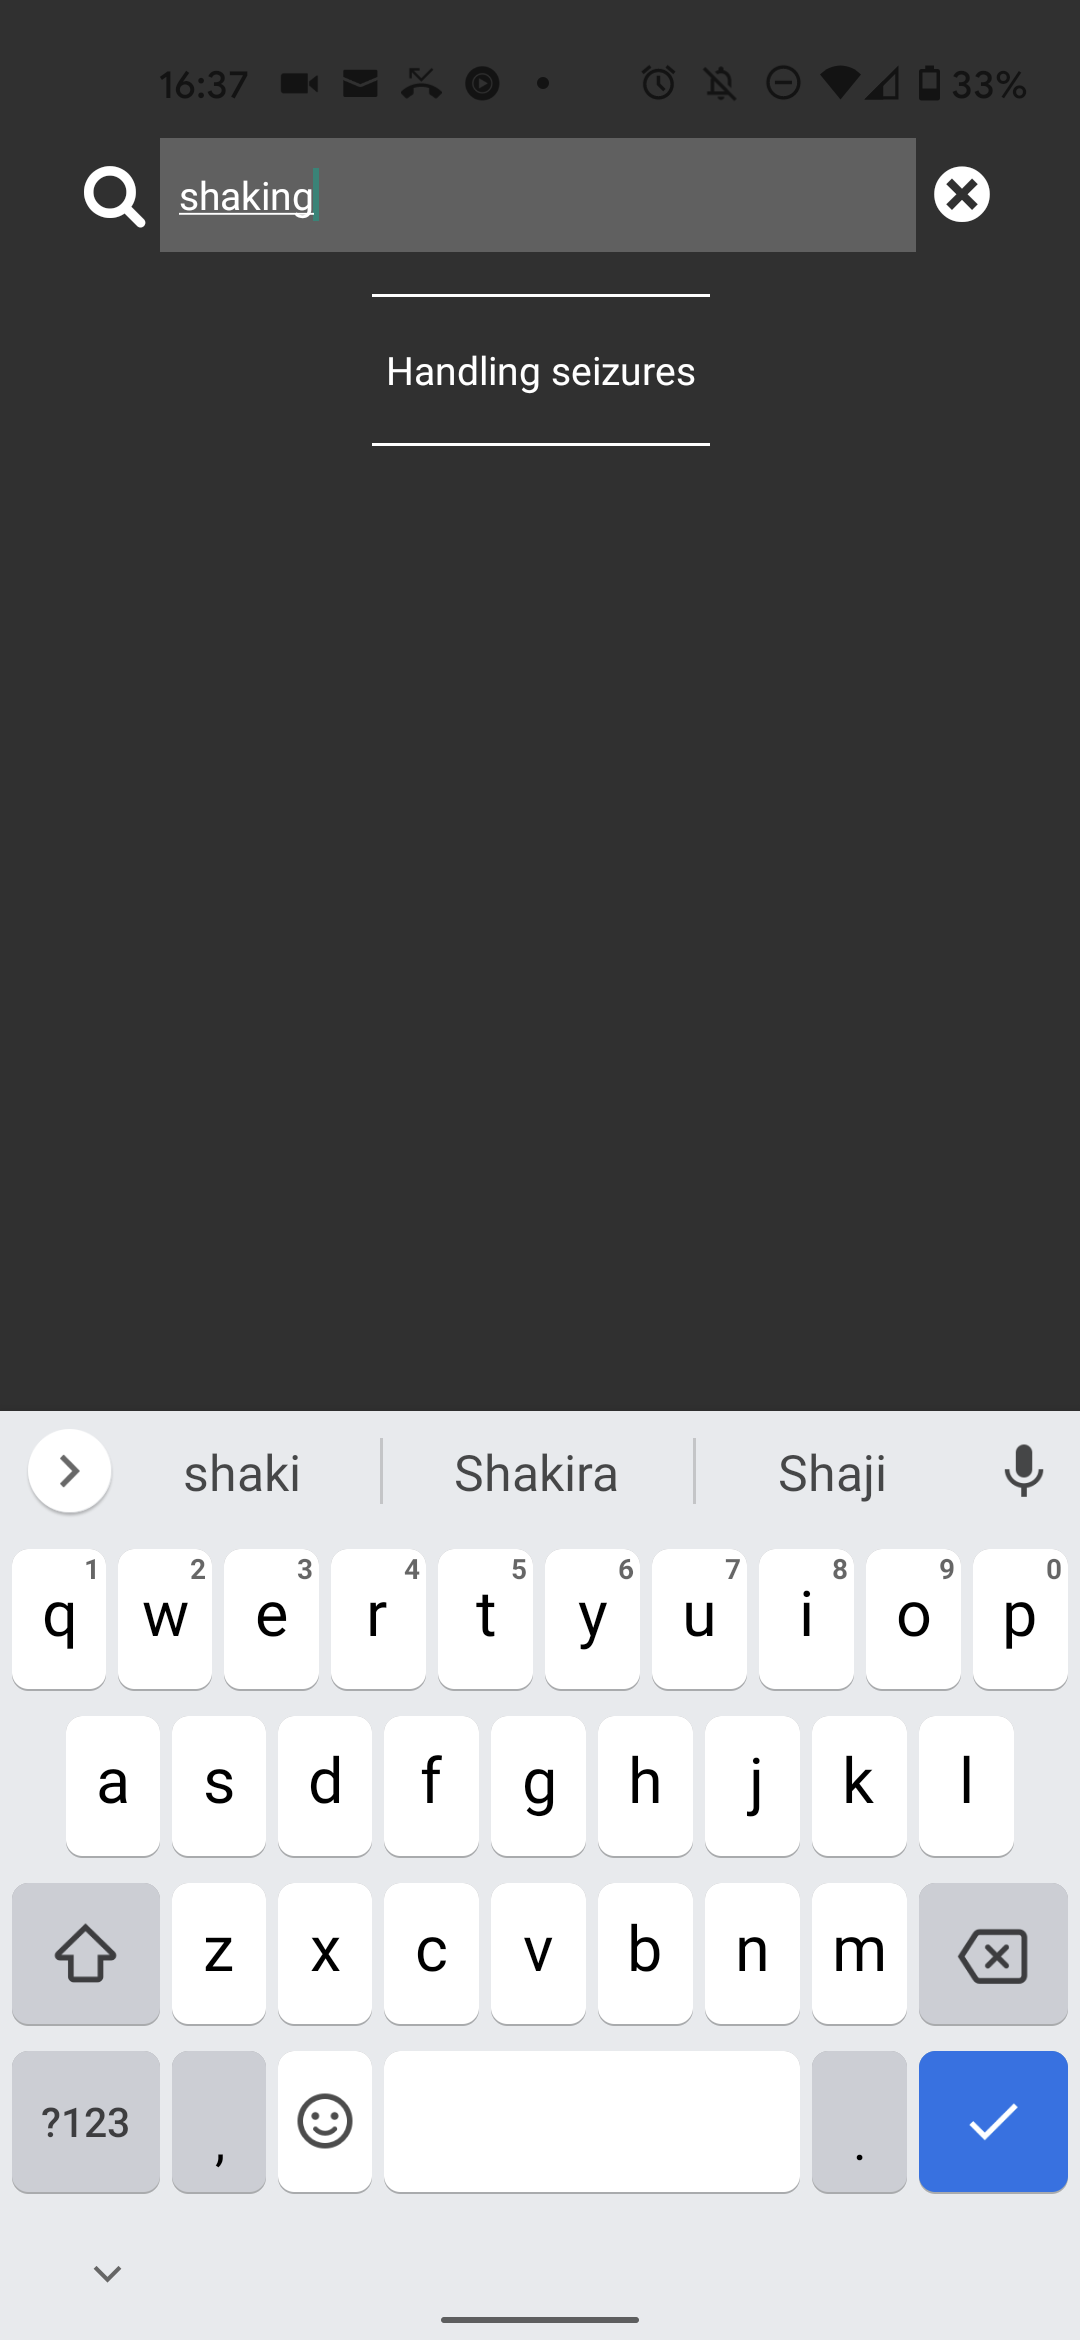 16:37 33%
shaking
Handling seizures
shaki Shakira Shaji
1 2 3 4 5 6 7 8 9 0
q w e r t y u i o p
a s d f g h j k l
z x c v b n m
?123 , .